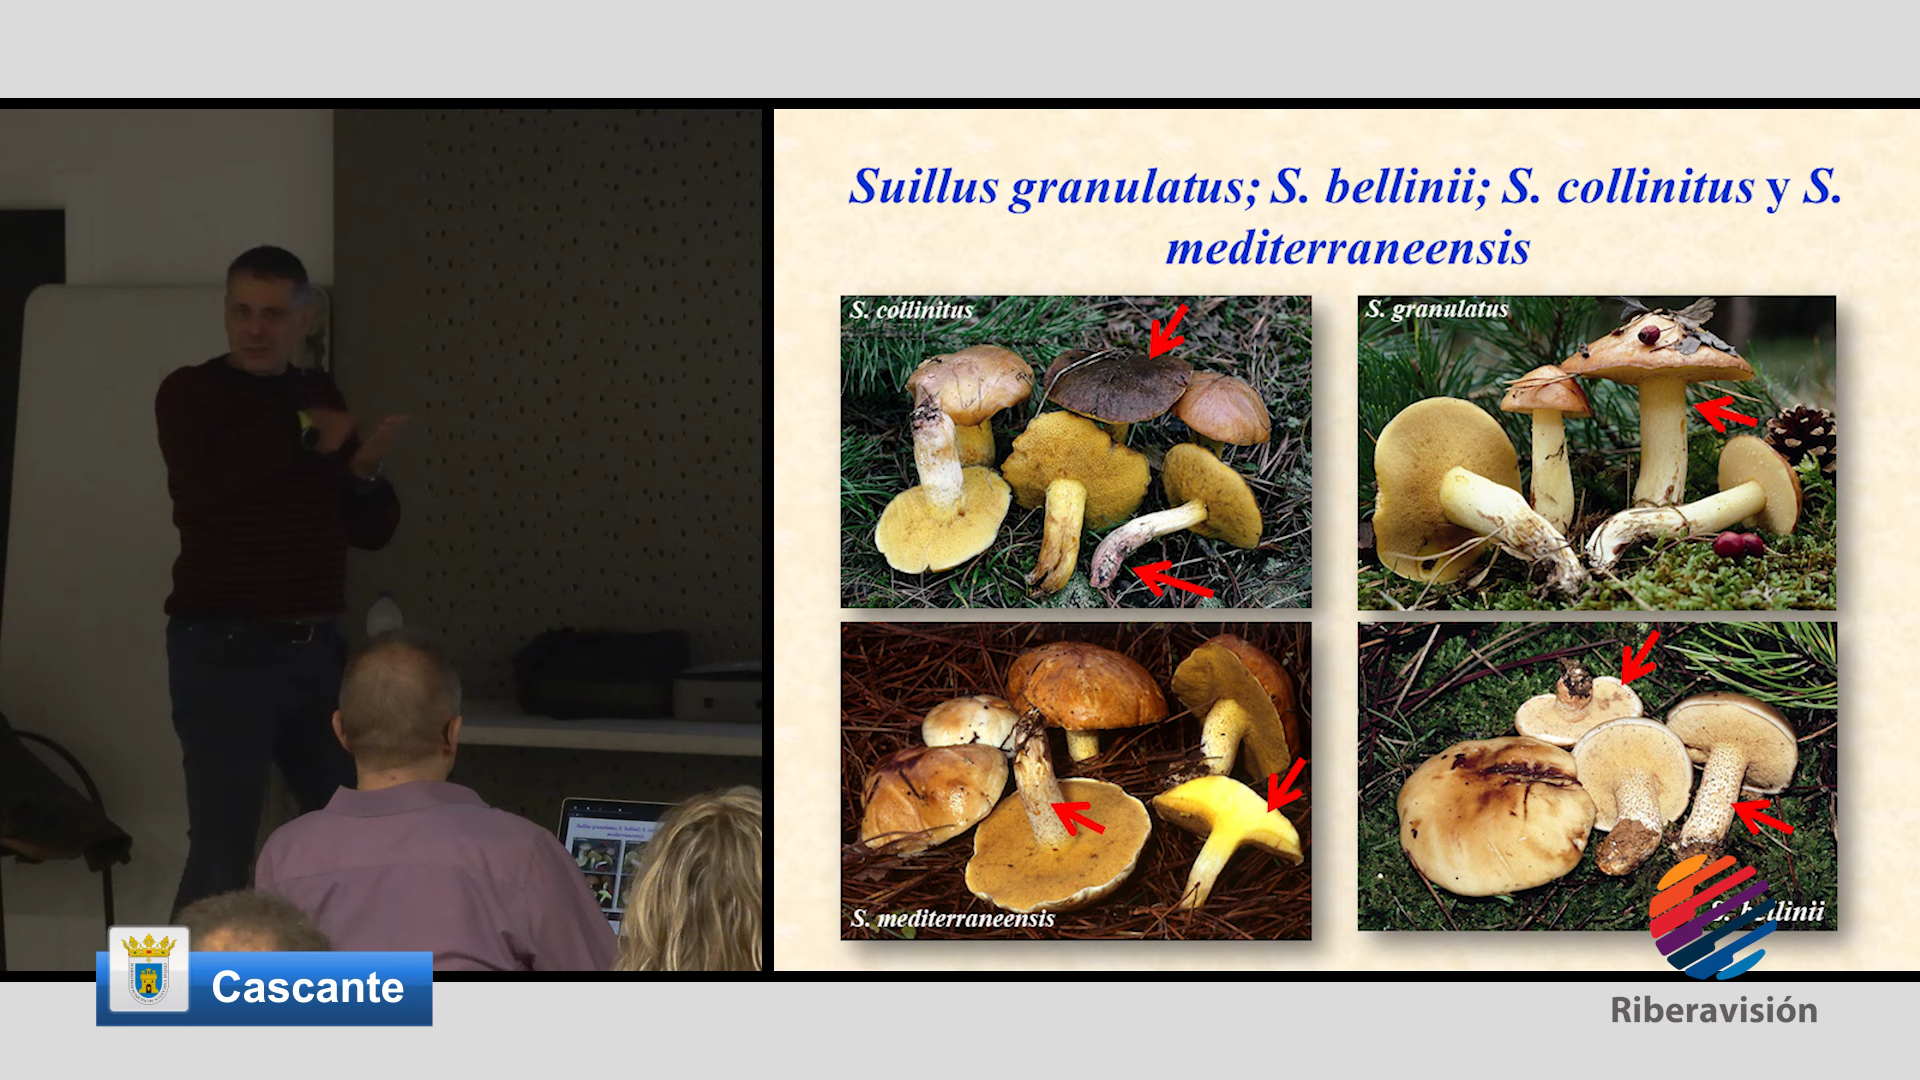 Suillus granulatus; S. bellinii; S. collinitus y S.
mediterraneensis
S. collinitus
S. granulatus
S. mediterraneensis
S. bellinii
Cascante
Riberavisión